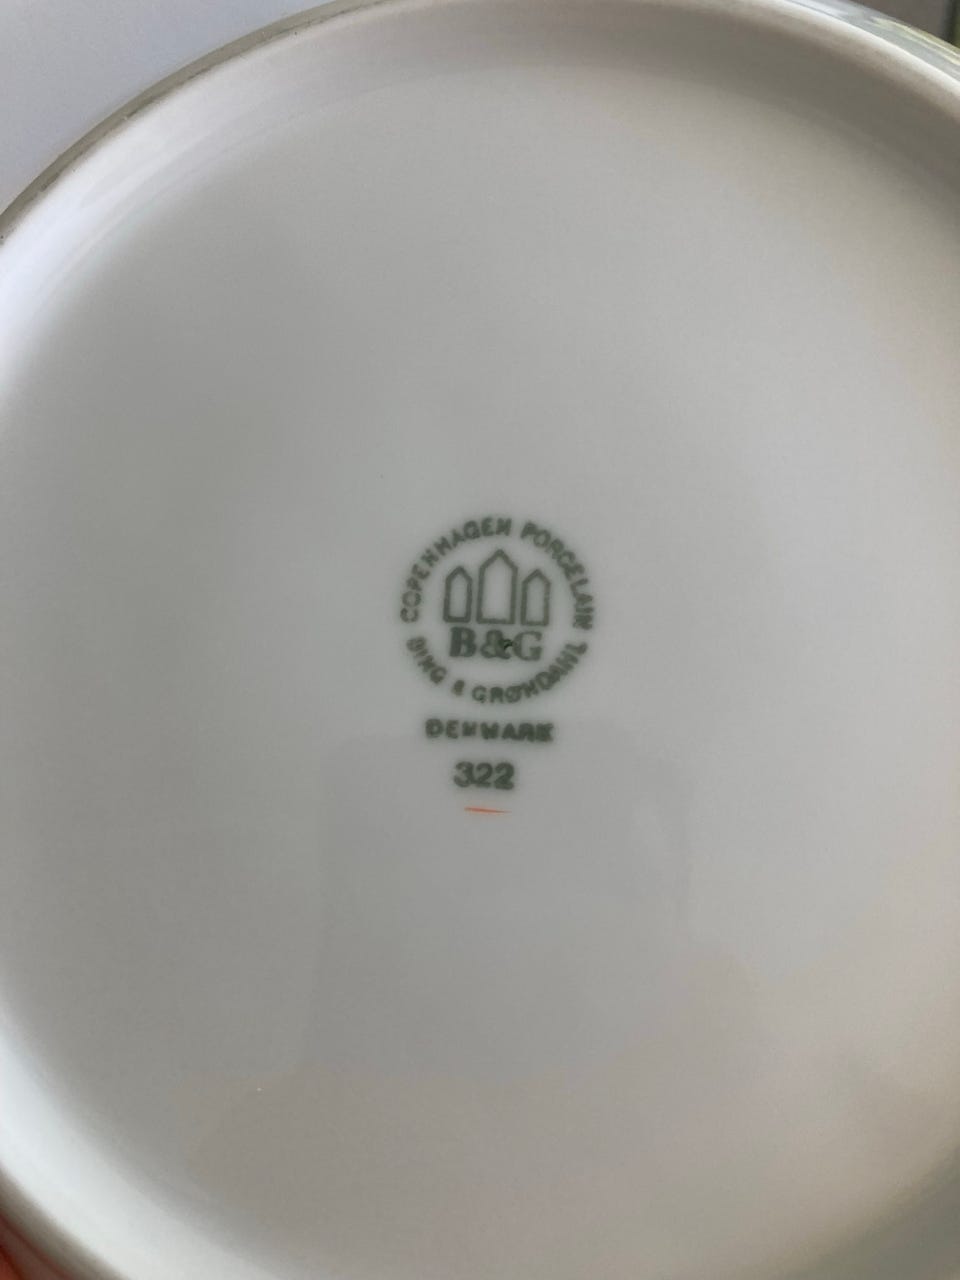 COPENHAGEN PORCELAIN
B&G
BING & GRØNDAHL
DENMARK
322